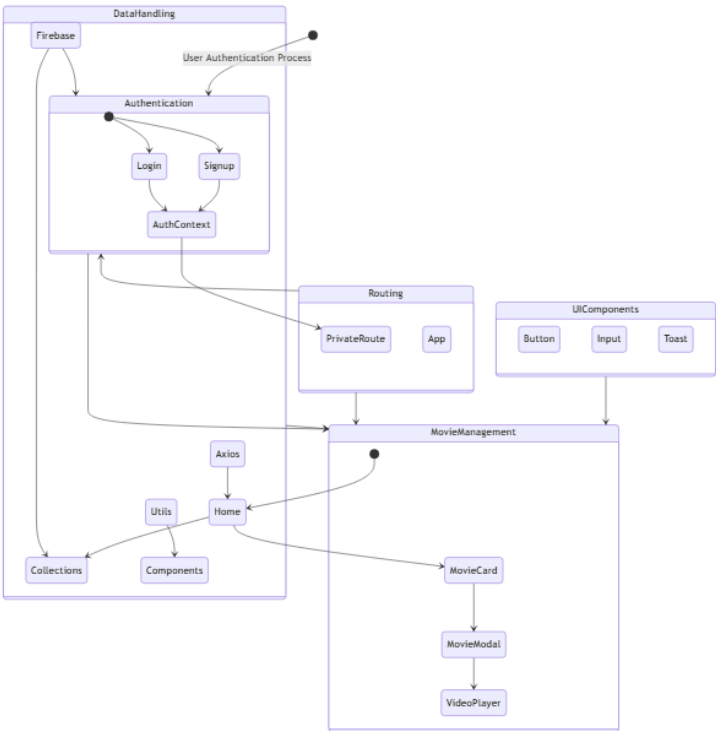 DataHandling
Firebase
User Authentication Process
Authentication
Login
Signup
AuthContext
Routing
PrivateRoute
App
UIComponents
Button
Input
Toast
MovieManagement
Axios
Utils
Home
Collections
Components
MovieCard
MovieModal
VideoPlayer